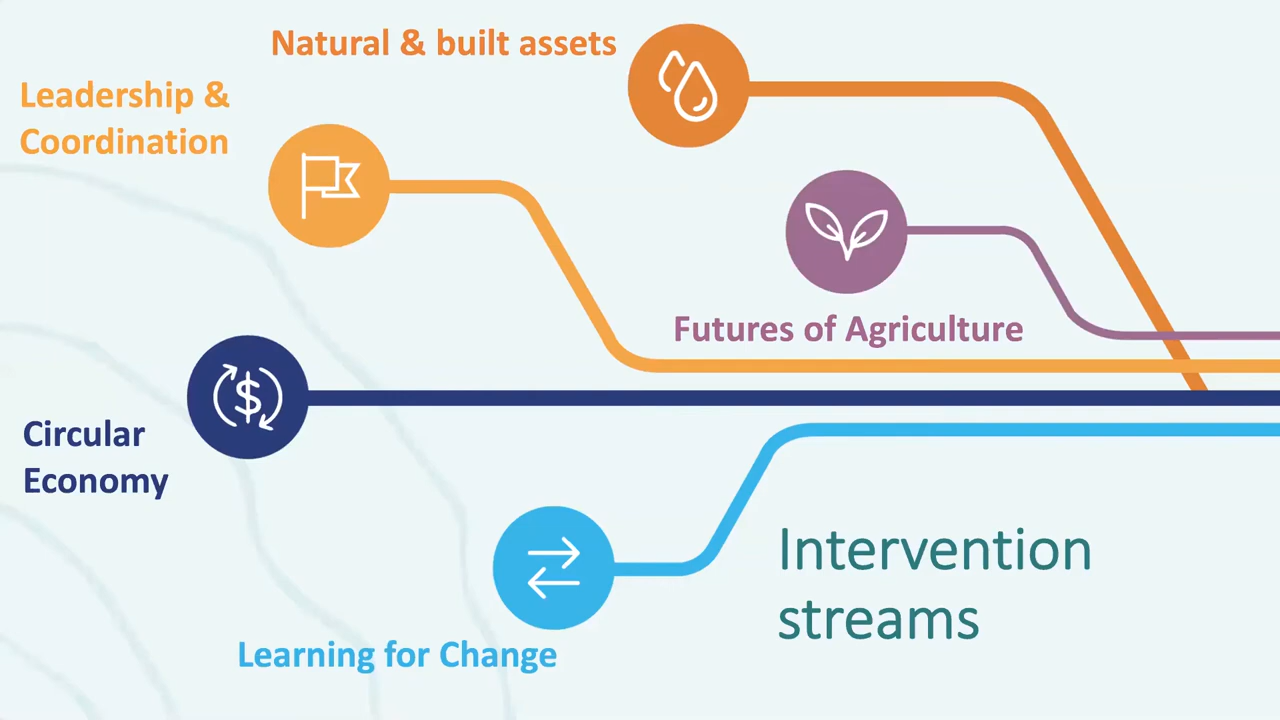 Natural & built assets
Leadership &
Coordination
Futures of Agriculture
Circular
Economy
Intervention
streams
Learning for Change